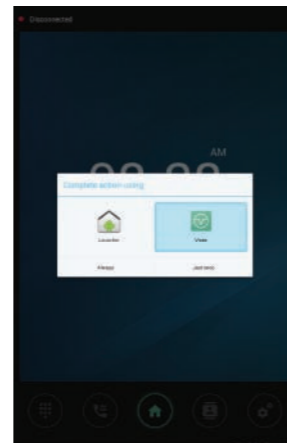 Disconnected
AM
Complete action using
Launcher
Always
Just once